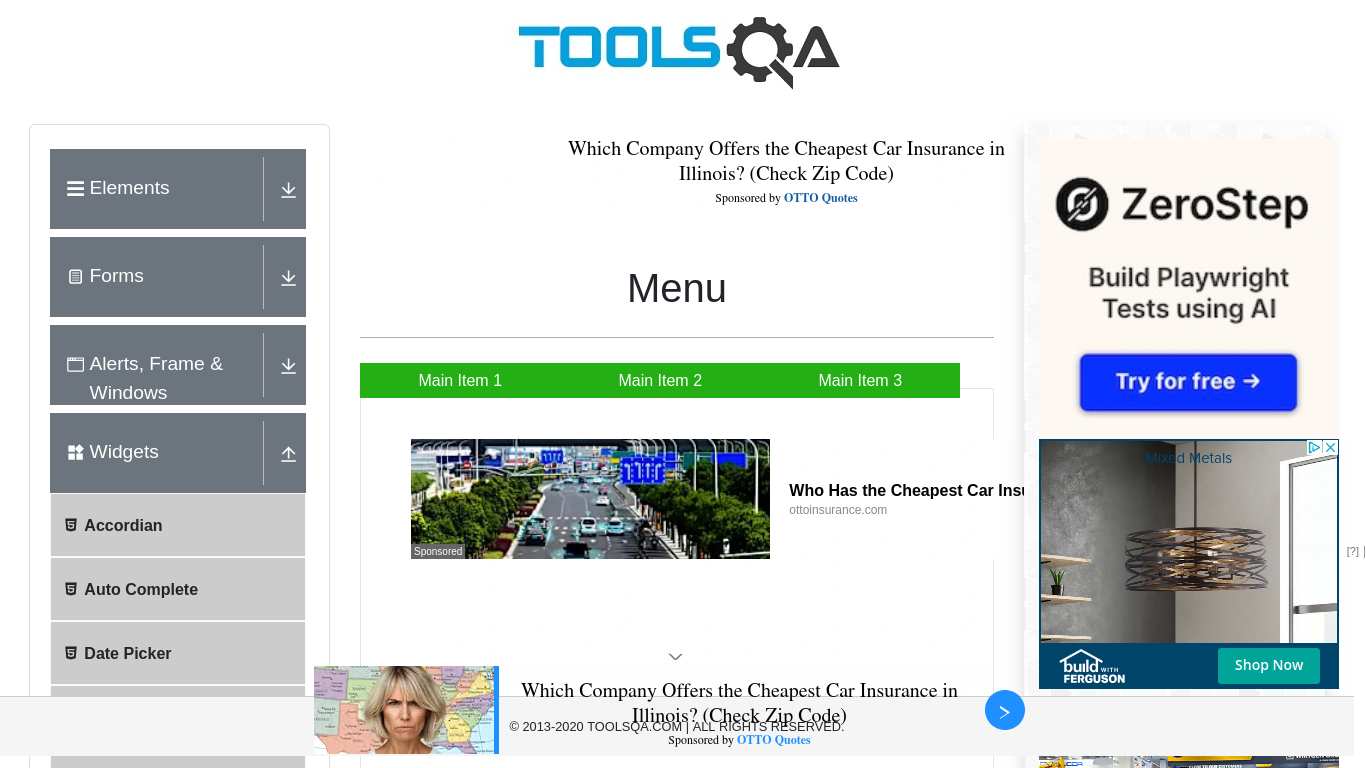 TOOLSQA
Elements
Forms
Alerts, Frame &
Windows
Widgets
Accordian
Auto Complete
Date Picker
Which Company Offers the Cheapest Car Insurance in
Illinois? (Check Zip Code)
Sponsored by OTTO Quotes
Menu
Main Item 1
Main Item 2
Main Item 3
Sponsored
Who Has the Cheapest Car Insu
ottoinsurance.com
ZeroStep
Build Playwright
Tests using AI
Try for free →
Mixed Metals
build WITH
FERGUSON
Shop Now
[?]
Which Company Offers the Cheapest Car Insurance in
Illinois? (Check Zip Code)
© 2013-2020 TOOLSQA.COM | ALL RIGHTS RESERVED.
Sponsored by OTTO Quotes